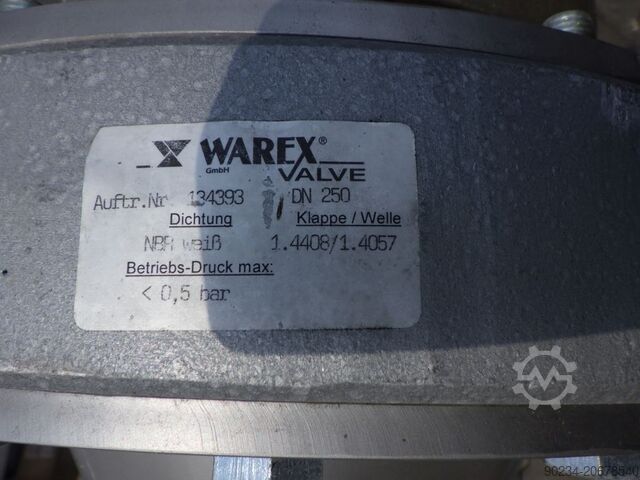 WAREX®
GmbH VALVE
Auftr.Nr 134393 DN 250
Dichtung Klappe / Welle
NBR weiß 1.4408/1.4057
Betriebs-Druck max:
< 0,5 bar
90234-20678540